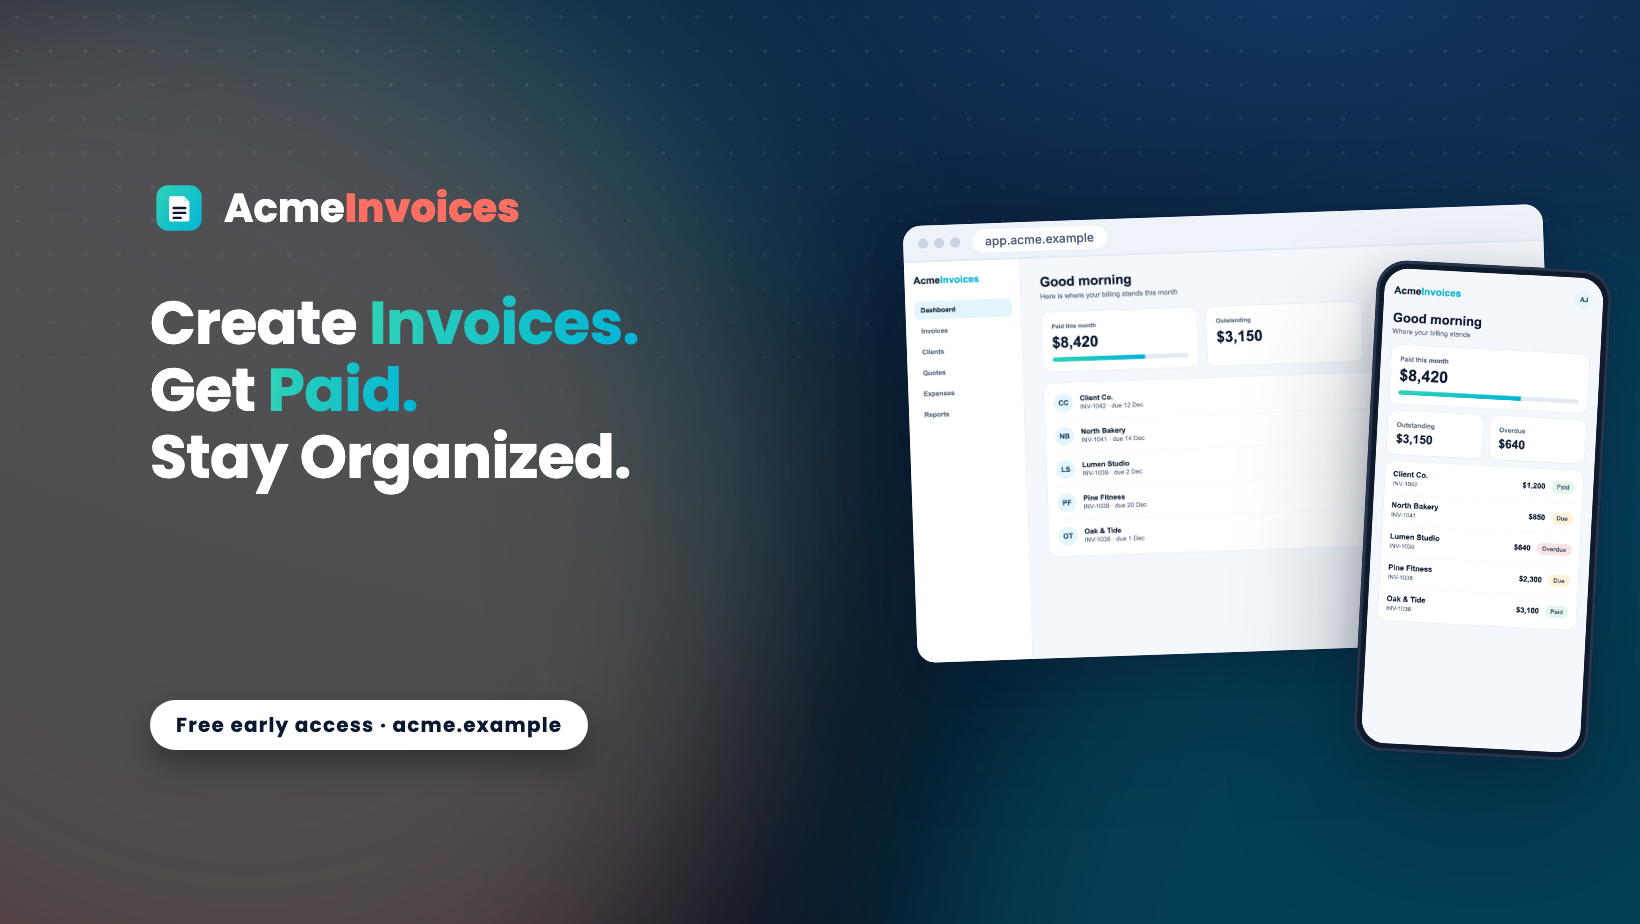 AcmeInvoices
Create Invoices.
Get Paid.
Stay Organized.
Free early access · acme.example
app.acme.example
AcmeInvoices
Dashboard
Invoices
Clients
Quotes
Expenses
Reports
Good morning
Here is where your billing stands this month
Paid this month
$8,420
Outstanding
$3,150
CC
Client Co.
INV-1042 · due 12 Dec
NB
North Bakery
INV-1041 · due 14 Dec
LS
Lumen Studio
INV-1039 · due 2 Dec
PF
Pine Fitness
INV-1038 · due 20 Dec
OT
Oak & Tide
INV-1036 · due 1 Dec
AcmeInvoices
AJ
Good morning
Where your billing stands
Paid this month
$8,420
Outstanding
$3,150
Overdue
$640
Client Co.
INV-1042
$1,200 Paid
North Bakery
INV-1041
$850 Due
Lumen Studio
INV-1039
$640 Overdue
Pine Fitness
INV-1038
$2,300 Due
Oak & Tide
INV-1036
$3,100 Paid